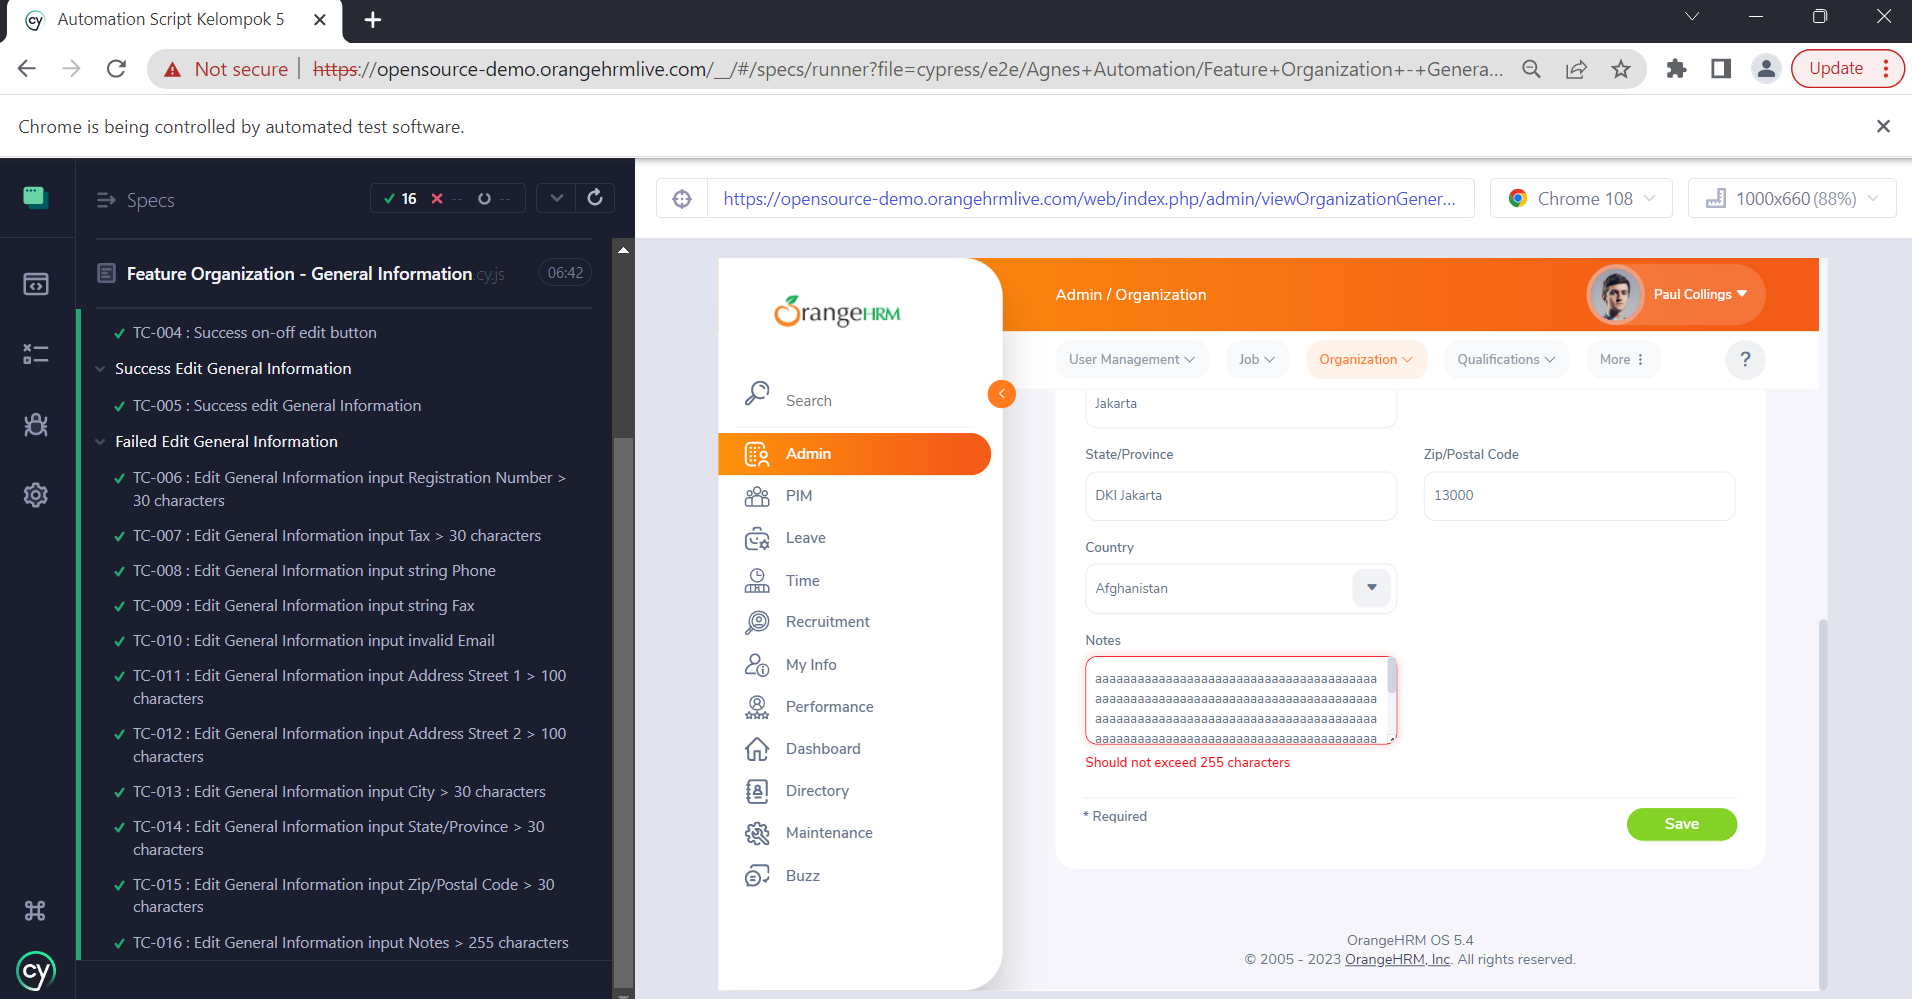 Automation Script Kelompok 5
Not secure
https://opensource-demo.orangehrmlive.com/__/#/specs/runner?file=cypress/e2e/Agnes+Automation/Feature+Organization+-+Genera...
Update
Chrome is being controlled by automated test software.
Specs
16
--
--
Feature Organization - General Information.cy.js
06:42
TC-004 : Success on-off edit button
Success Edit General Information
TC-005 : Success edit General Information
Failed Edit General Information
TC-006 : Edit General Information input Registration Number >
30 characters
TC-007 : Edit General Information input Tax > 30 characters
TC-008 : Edit General Information input string Phone
TC-009 : Edit General Information input string Fax
TC-010 : Edit General Information input invalid Email
TC-011 : Edit General Information input Address Street 1 > 100
characters
TC-012 : Edit General Information input Address Street 2 > 100
characters
TC-013 : Edit General Information input City > 30 characters
TC-014 : Edit General Information input State/Province > 30
characters
TC-015 : Edit General Information input Zip/Postal Code > 30
characters
TC-016 : Edit General Information input Notes > 255 characters
cy
https://opensource-demo.orangehrmlive.com/web/index.php/admin/viewOrganizationGener...
Chrome 108
1000x660 (88%)
OrangeHRM
Search
Admin
PIM
Leave
Time
Recruitment
My Info
Performance
Dashboard
Directory
Maintenance
Buzz
Admin / Organization
Paul Collings
User Management
Job
Organization
Qualifications
More
?
Jakarta
State/Province
Zip/Postal Code
DKI Jakarta
13000
Country
Afghanistan
Notes
aaaaaaaaaaaaaaaaaaaaaaaaaaaaaaaaaaaaaaaa
aaaaaaaaaaaaaaaaaaaaaaaaaaaaaaaaaaaaaaaa
aaaaaaaaaaaaaaaaaaaaaaaaaaaaaaaaaaaaaaaa
aaaaaaaaaaaaaaaaaaaaaaaaaaaaaaaaaaaaaaaa
Should not exceed 255 characters
* Required
Save
OrangeHRM OS 5.4
© 2005 - 2023 OrangeHRM, Inc. All rights reserved.